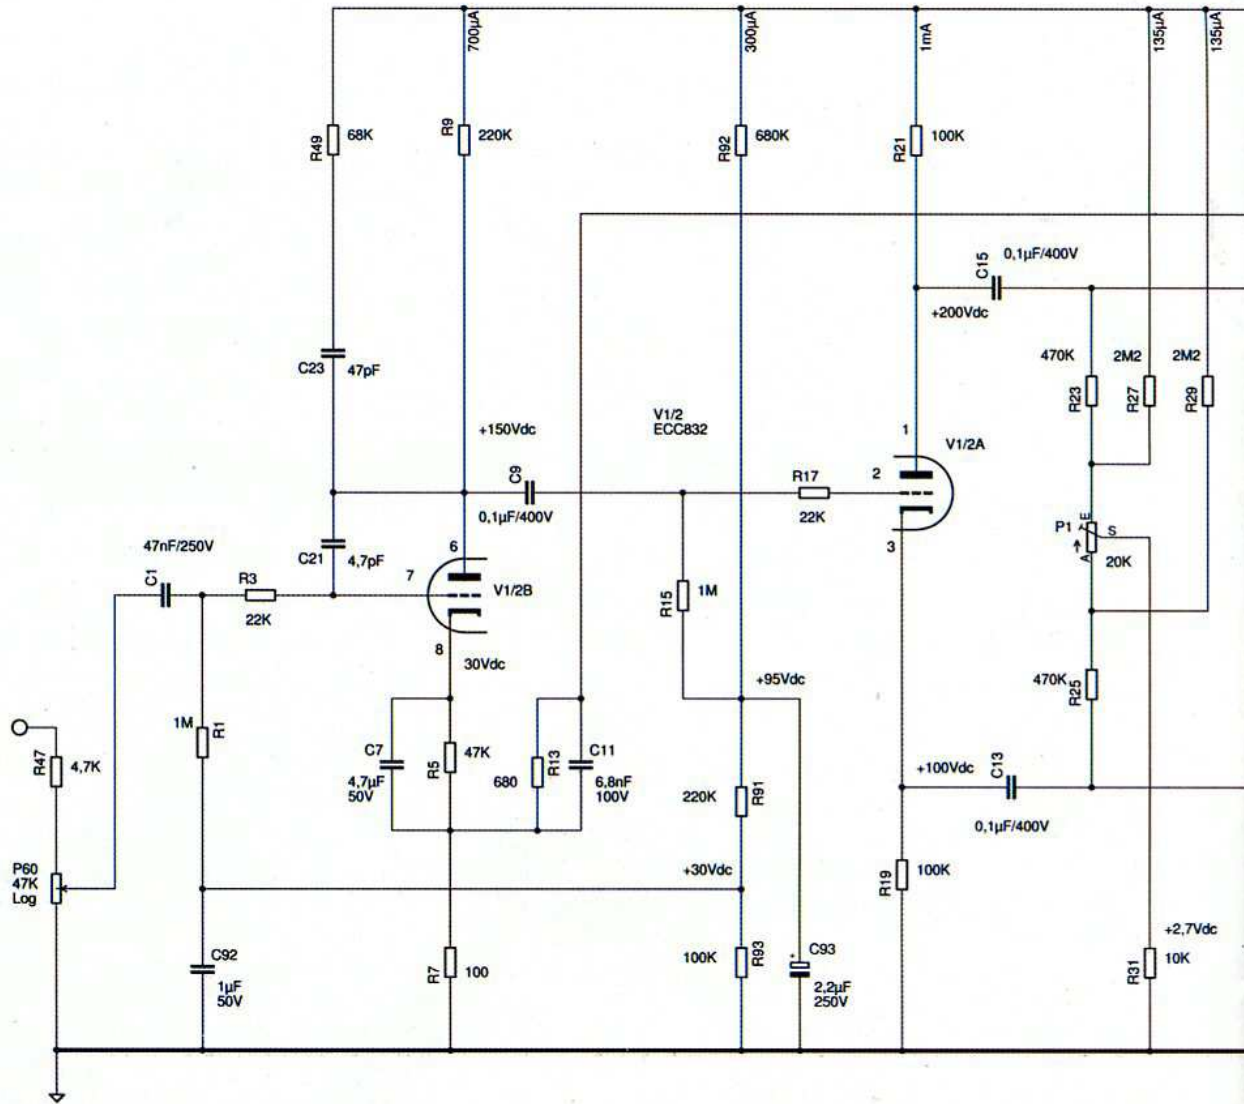 700µA
300µA
1mA
135µA
135µA
R49
68K
R9
220K
R92
680K
R21
100K
C15
0,1µF/400V
+200Vdc
C23
47pF
470K
R23
2M2
R27
2M2
R29
+150Vdc
V1/2
ECC832
1
V1/2A
C9
0,1µF/400V
R17
22K
2
3
P1
E
S
A
20K
47nF/250V
C1
C21
4,7pF
6
7
V1/2B
R3
22K
8
30Vdc
R15
1M
+95Vdc
470K
R25
1M
R1
R47
4,7K
C7
4,7µF
50V
R5
47K
680
R13
C11
6,8nF
100V
220K
R91
+100Vdc
C13
0,1µF/400V
P60
47K
Log
+30Vdc
R19
100K
C92
1µF
50V
R7
100
100K
R93
+
C93
2,2µF
250V
+2,7Vdc
R31
10K